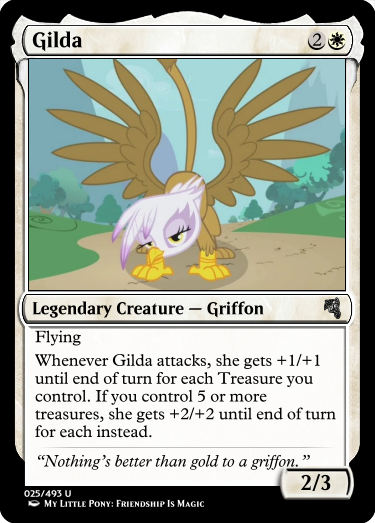 Gilda 2
Legendary Creature — Griffon
Flying
Whenever Gilda attacks, she gets +1/+1
until end of turn for each Treasure you
control. If you control 5 or more
treasures, she gets +2/+2 until end of turn
for each instead.
“Nothing's better than gold to a griffon.”
2/3
025/493 U
My Little Pony: Friendship Is Magic